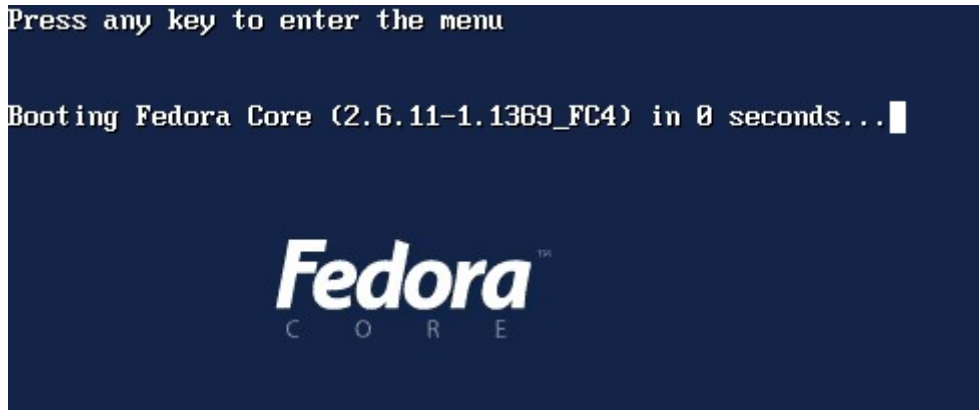 Press any key to enter the menu
Booting Fedora Core (2.6.11-1.1369_FC4) in 0 seconds...
Fedora™
CORE